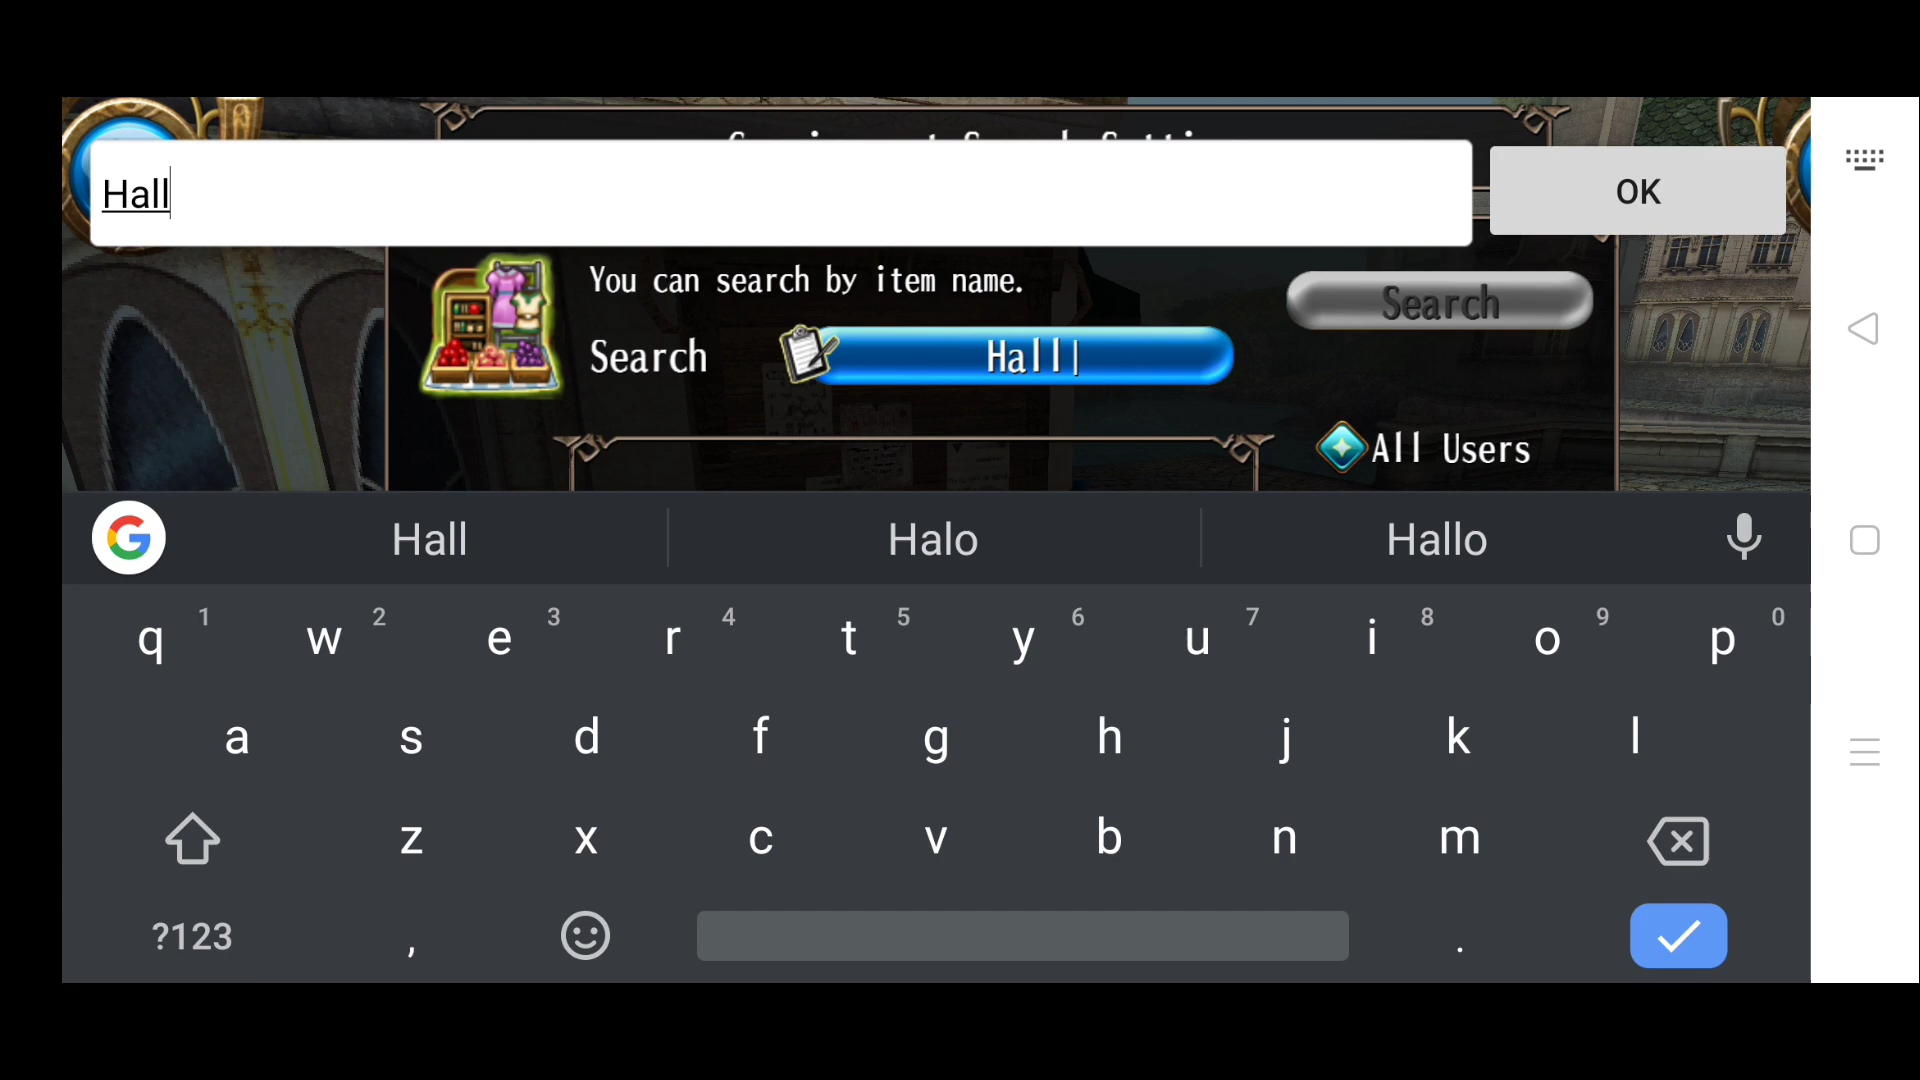 Hall
OK
You can search by item name.
Search
Search
Hall
All Users
Hall
Halo
Hallo
q 1 w 2 e 3 r 4 t 5 y 6 u 7 i 8 o 9 p 0
a s d f g h j k l
z x c v b n m
?123 , .